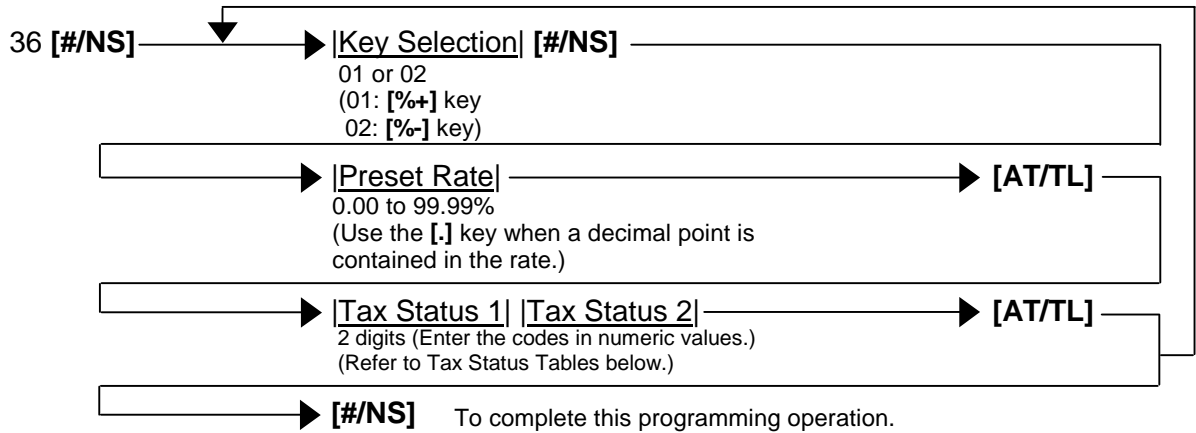 36 [#/NS] |Key Selection| [#/NS]
01 or 02
(01: [%+] key
02: [%-] key)
|Preset Rate| [AT/TL]
0.00 to 99.99%
(Use the [.] key when a decimal point is
contained in the rate.)
|Tax Status 1| |Tax Status 2| [AT/TL]
2 digits (Enter the codes in numeric values.)
(Refer to Tax Status Tables below.)
[#/NS] To complete this programming operation.